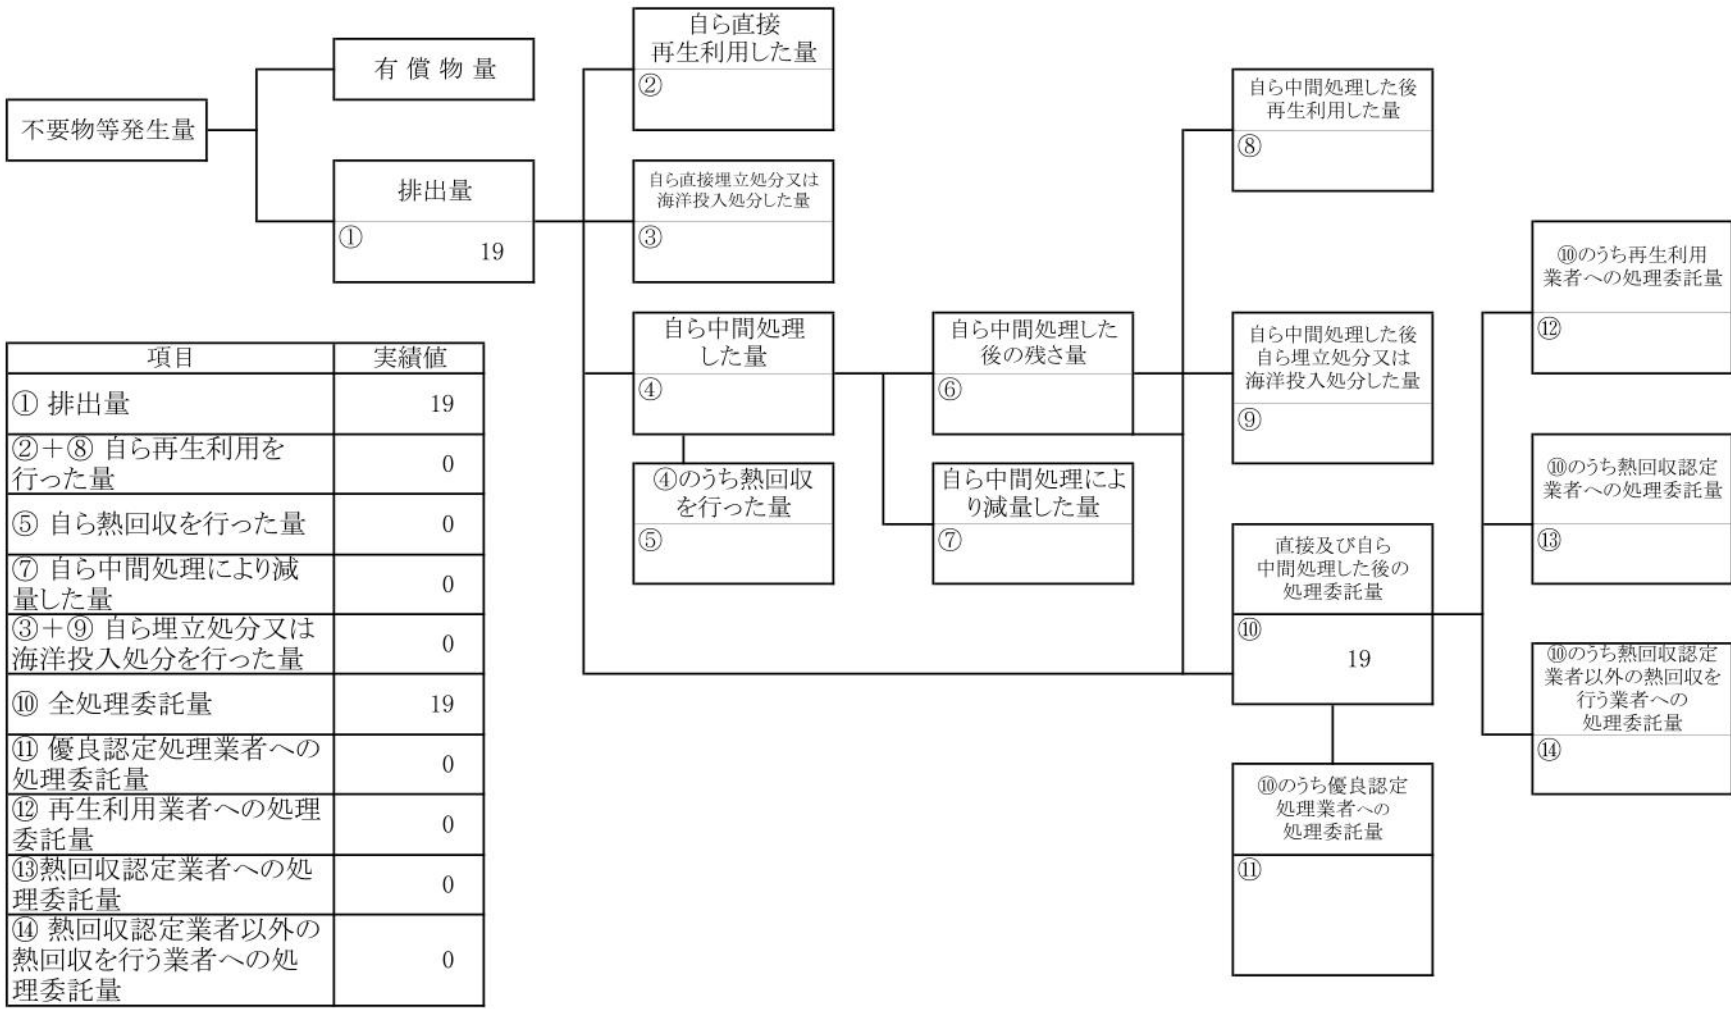 不要物等発生量
有償物量
排出量
①
19
自ら直接
再生利用した量
②
自ら直接埋立処分又は
海洋投入処分した量
③
自ら中間処理
した量
④
④のうち熱回収
を行った量
⑤
自ら中間処理した
後の残さ量
⑥
自ら中間処理によ
り減量した量
⑦
自ら中間処理した後
再生利用した量
⑧
自ら中間処理した後
自ら埋立処分又は
海洋投入処分した量
⑨
直接及び自ら
中間処理した後の
処理委託量
⑩
19
⑩のうち優良認定
処理業者への
処理委託量
⑪
⑩のうち再生利用
業者への処理委託量
⑫
⑩のうち熱回収認定
業者への処理委託量
⑬
⑩のうち熱回収認定
業者以外の熱回収を
行う業者への
処理委託量
⑭
項目 実績値
① 排出量 19
②+⑧ 自ら再生利用を
行った量 0
⑤ 自ら熱回収を行った量 0
⑦ 自ら中間処理により減
量した量 0
③+⑨ 自ら埋立処分又は
海洋投入処分を行った量 0
⑩ 全処理委託量 19
⑪ 優良認定処理業者への
処理委託量 0
⑫ 再生利用業者への処理
委託量 0
⑬熱回収認定業者への処
理委託量 0
⑭ 熱回収認定業者以外の
熱回収を行う業者への処
理委託量 0